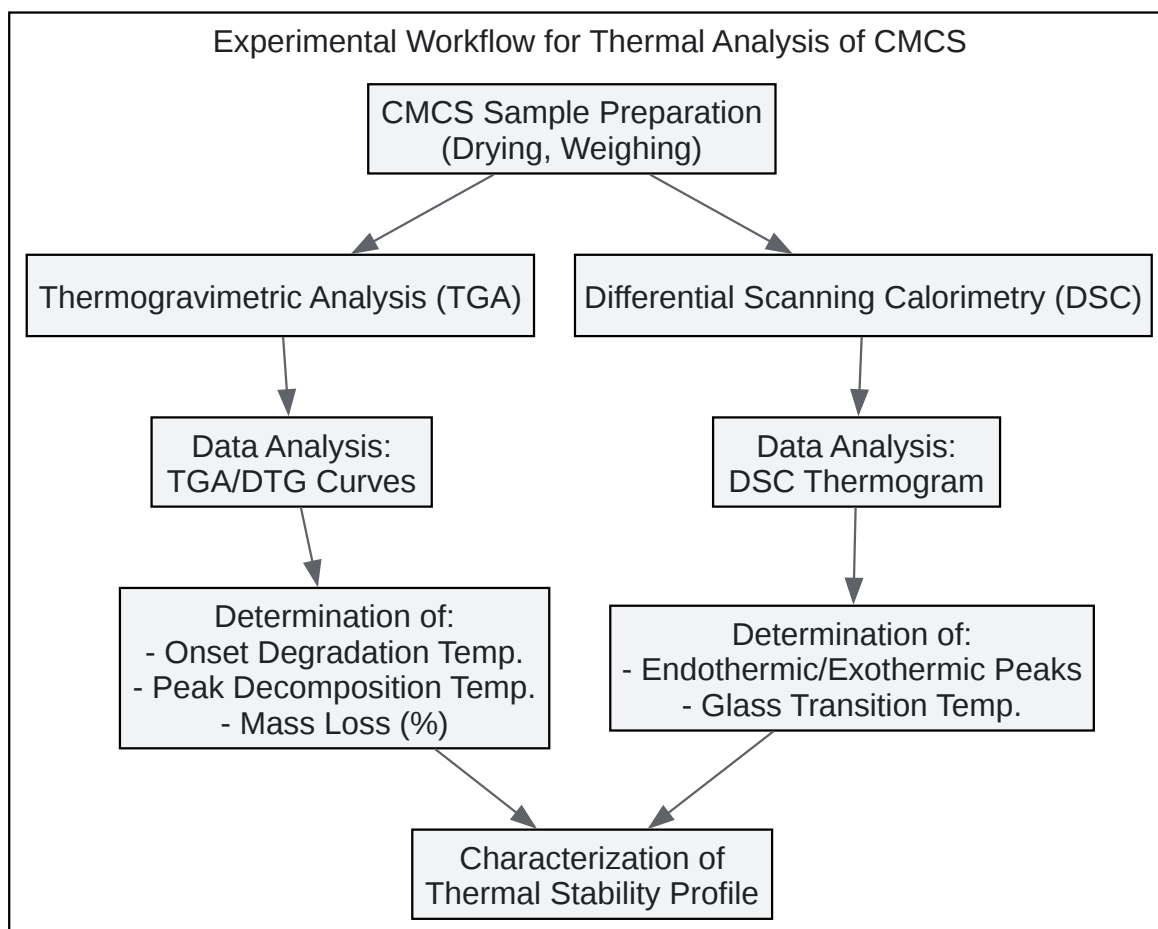 Experimental Workflow for Thermal Analysis of CMCS
CMCS Sample Preparation
(Drying, Weighing)
Thermogravimetric Analysis (TGA)
Differential Scanning Calorimetry (DSC)
Data Analysis:
TGA/DTG Curves
Data Analysis:
DSC Thermogram
Determination of:
- Onset Degradation Temp.
- Peak Decomposition Temp.
- Mass Loss (%)
Determination of:
- Endothermic/Exothermic Peaks
- Glass Transition Temp.
Characterization of
Thermal Stability Profile